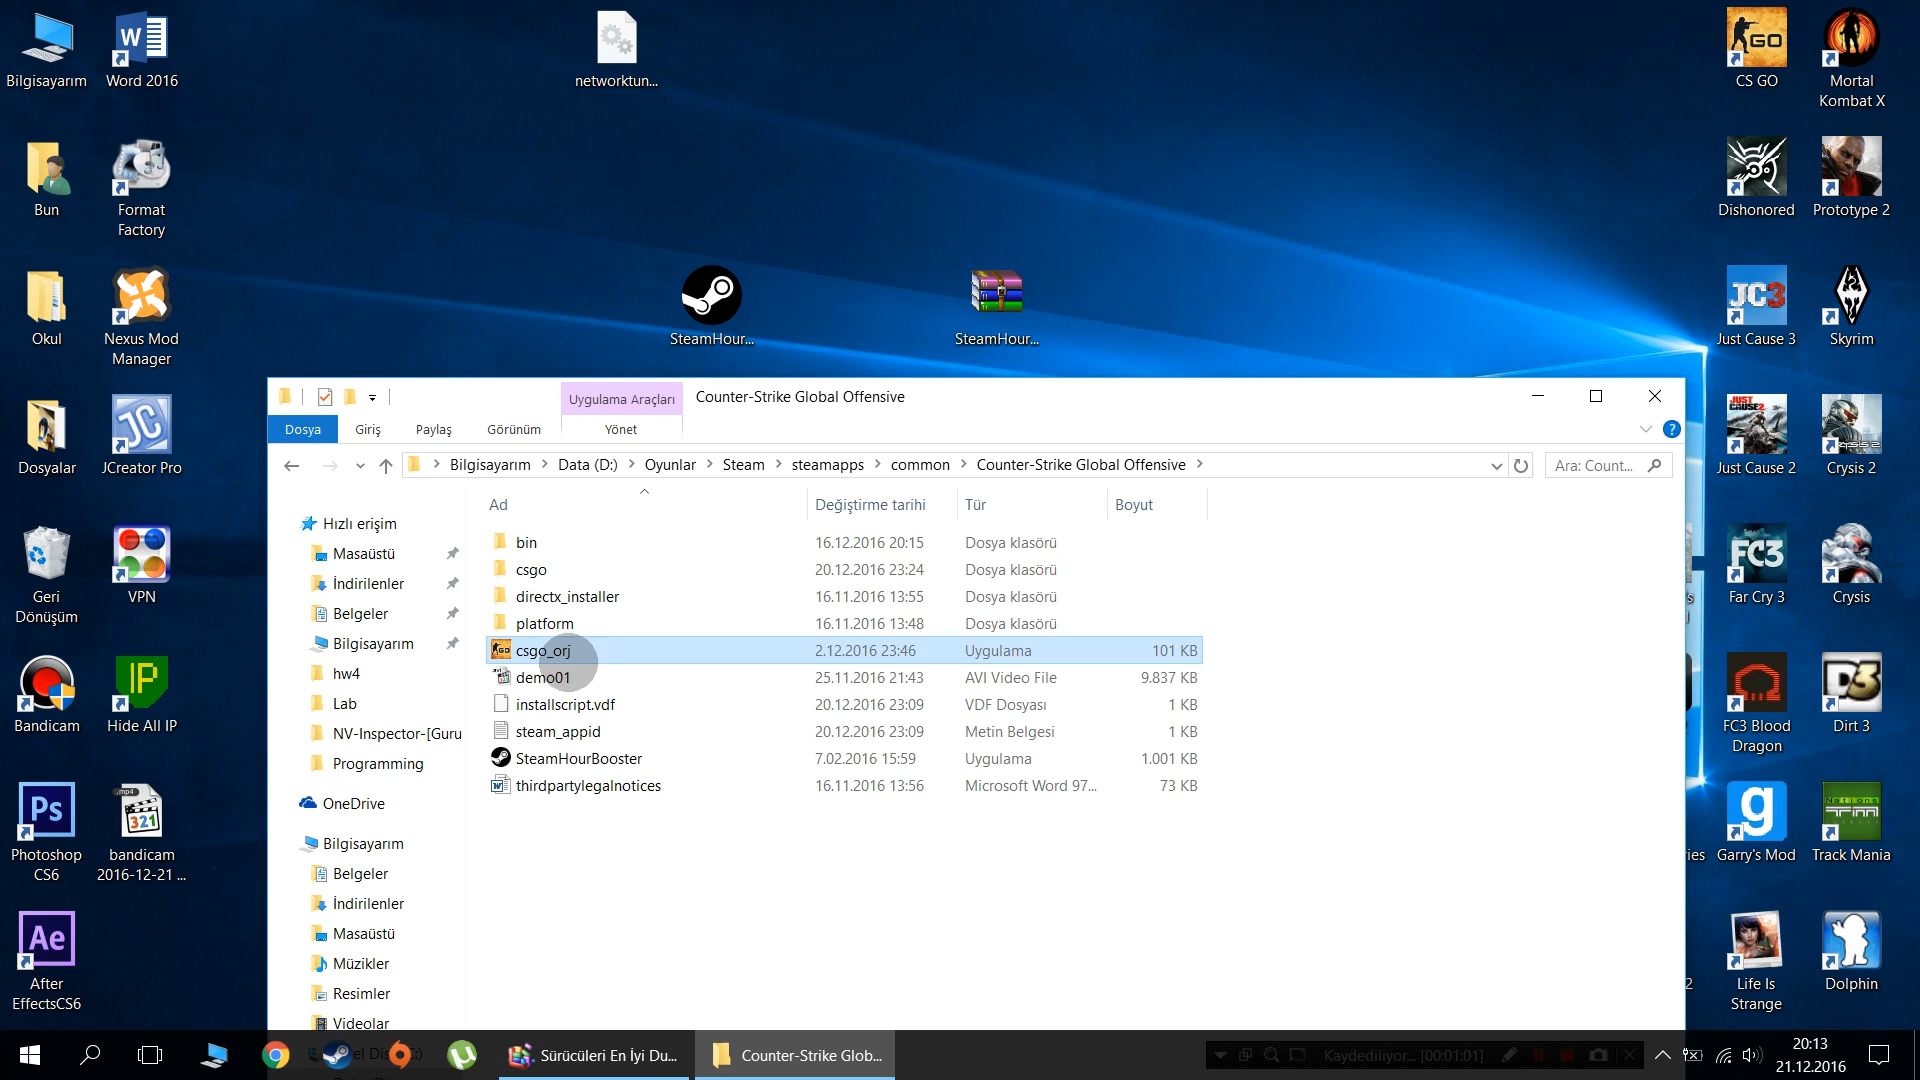 Bilgisayarım
Word 2016
networktun...
CS GO
Mortal
Kombat X
Bun
Format
Factory
Dishonored
Prototype 2
Okul
Nexus Mod
Manager
SteamHour...
SteamHour...
Just Cause 3
Skyrim
Dosyalar
JCreator Pro
Just Cause 2
Crysis 2
Geri
Dönüşüm
VPN
Far Cry 3
Crysis
Bandicam
Hide All IP
FC3 Blood
Dragon
Dirt 3
Photoshop
CS6
bandicam
2016-12-21 ...
ies
Garry's Mod
Track Mania
After
EffectsCS6
2
Life Is
Strange
Dolphin
Uygulama Araçları
Counter-Strike Global Offensive
Dosya
Giriş
Paylaş
Görünüm
Yönet
Bilgisayarım > Data (D:) > Oyunlar > Steam > steamapps > common > Counter-Strike Global Offensive >
Ara: Count...
Hızlı erişim
Masaüstü
İndirilenler
Belgeler
Bilgisayarım
hw4
Lab
NV-Inspector-[Guru
Programming
OneDrive
Bilgisayarım
Belgeler
İndirilenler
Masaüstü
Müzikler
Resimler
Videolar
Ad Değiştirme tarihi Tür Boyut
bin 16.12.2016 20:15 Dosya klasörü
csgo 20.12.2016 23:24 Dosya klasörü
directx_installer 16.11.2016 13:55 Dosya klasörü
platform 16.11.2016 13:48 Dosya klasörü
csgo_orj 2.12.2016 23:46 Uygulama 101 KB
demo01 25.11.2016 21:43 AVI Video File 9.837 KB
installscript.vdf 20.12.2016 23:09 VDF Dosyası 1 KB
steam_appid 20.12.2016 23:09 Metin Belgesi 1 KB
SteamHourBooster 7.02.2016 15:59 Uygulama 1.001 KB
thirdpartylegalnotices 16.11.2016 13:56 Microsoft Word 97... 73 KB
Sürücüleri En İyi Du...
Counter-Strike Glob...
Kaydediliyor... [00:01:01]
20:13
21.12.2016